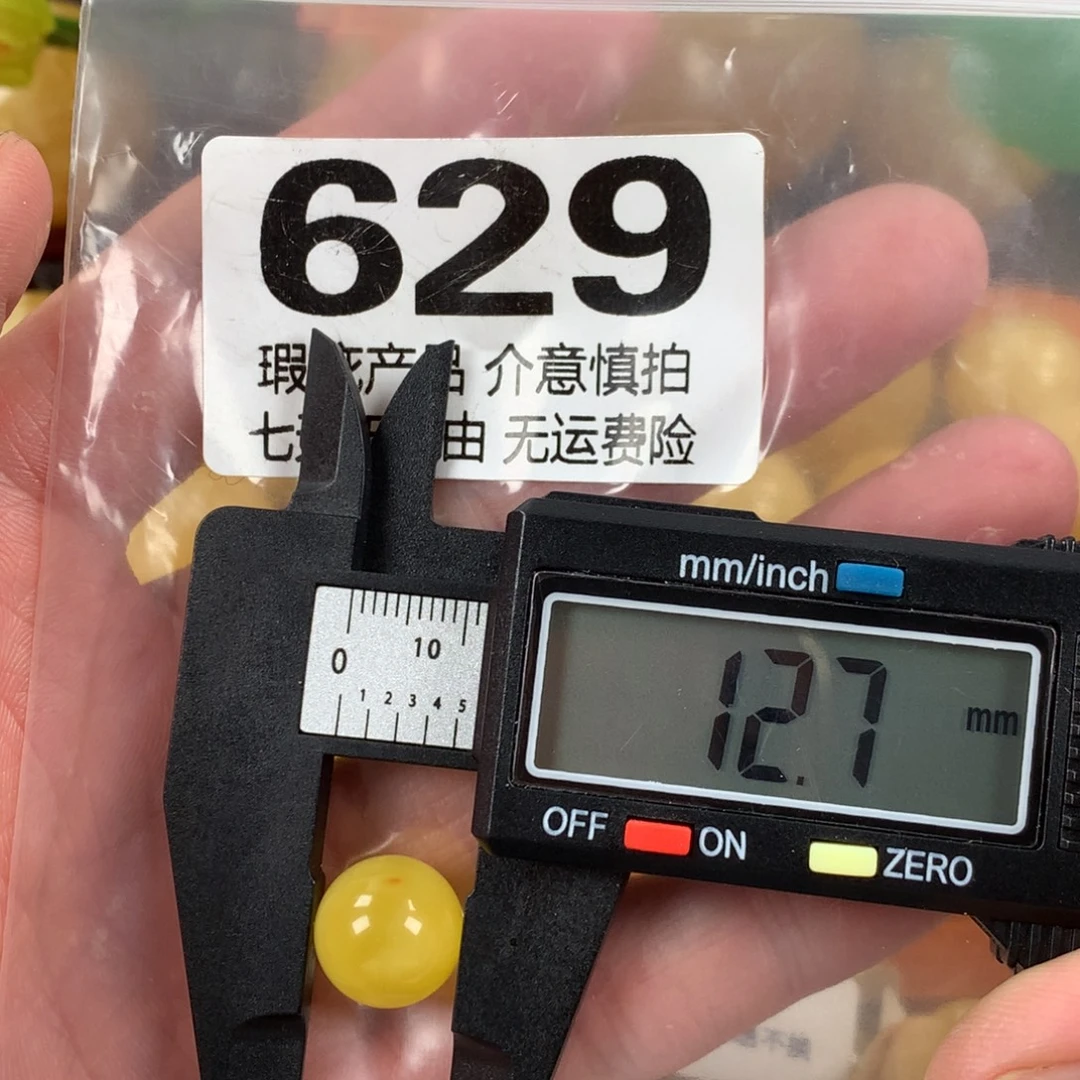 629
瑕疵产品 介意慎拍
七 由 无运费险
mm/inch
0 10
1 2 3 4 5
12.7 mm
OFF ON ZERO